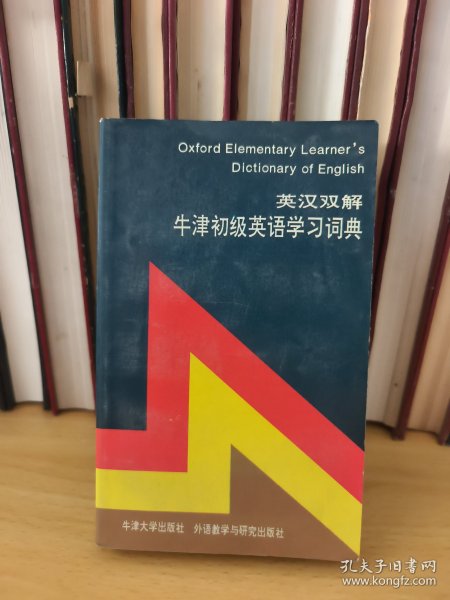 Oxford Elementary Learner's
Dictionary of English
英汉双解
牛津初级英语学习词典
牛津大学出版社 外语教学与研究出版社
孔夫子旧书网
www.kongfz.com